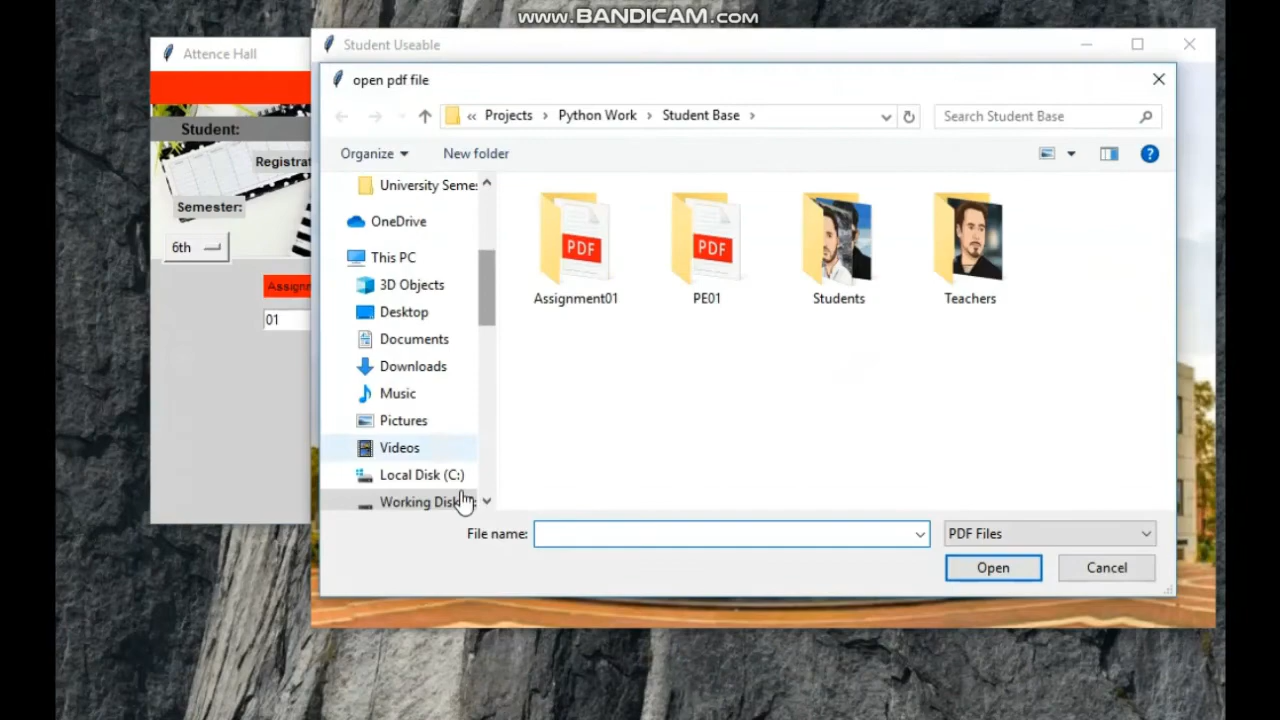 www.BANDICAM.com
Attence Hall
Student Useable
open pdf file
« Projects > Python Work > Student Base >
Search Student Base
Organize
New folder
Student:
Registrat
Semester:
6th
Assignm
01
University Semes
OneDrive
This PC
3D Objects
Desktop
Documents
Downloads
Music
Pictures
Videos
Local Disk (C:)
Working Disk
PDF
PDF
Assignment01
PE01
Students
Teachers
File name:
PDF Files
Open
Cancel